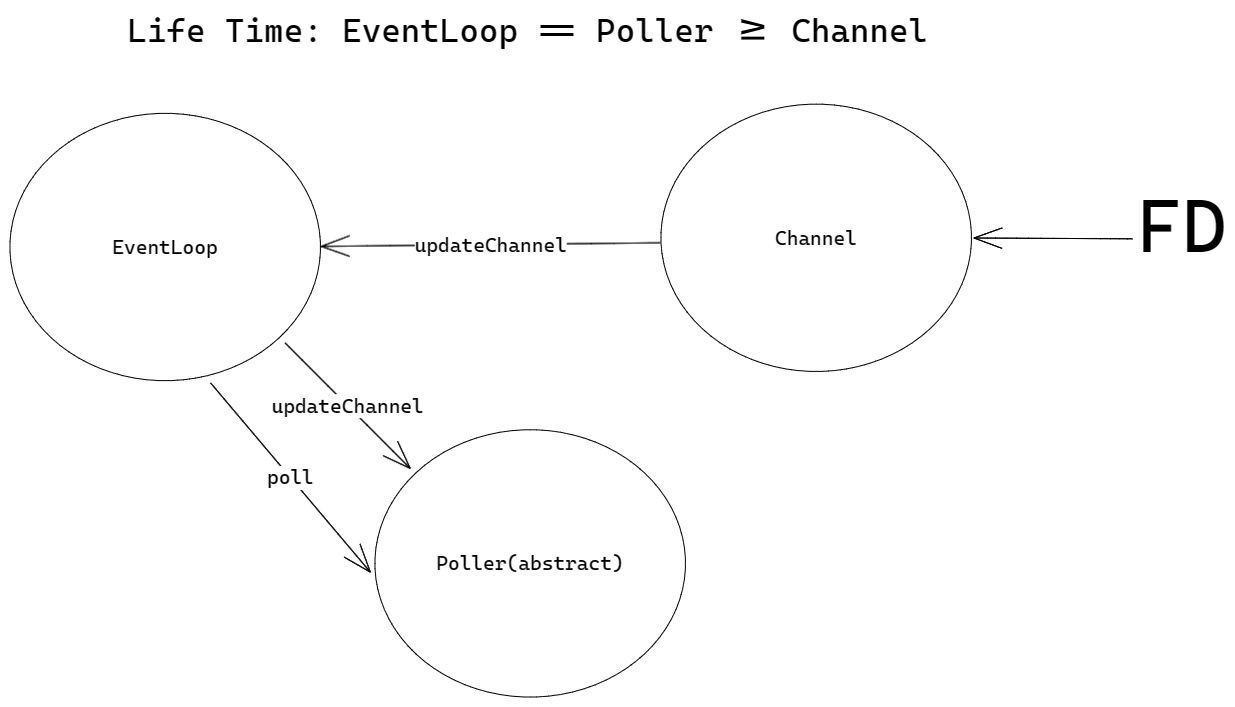 Life Time: EventLoop == Poller ≥ Channel
EventLoop
updateChannel
Channel
FD
updateChannel
poll
Poller(abstract)